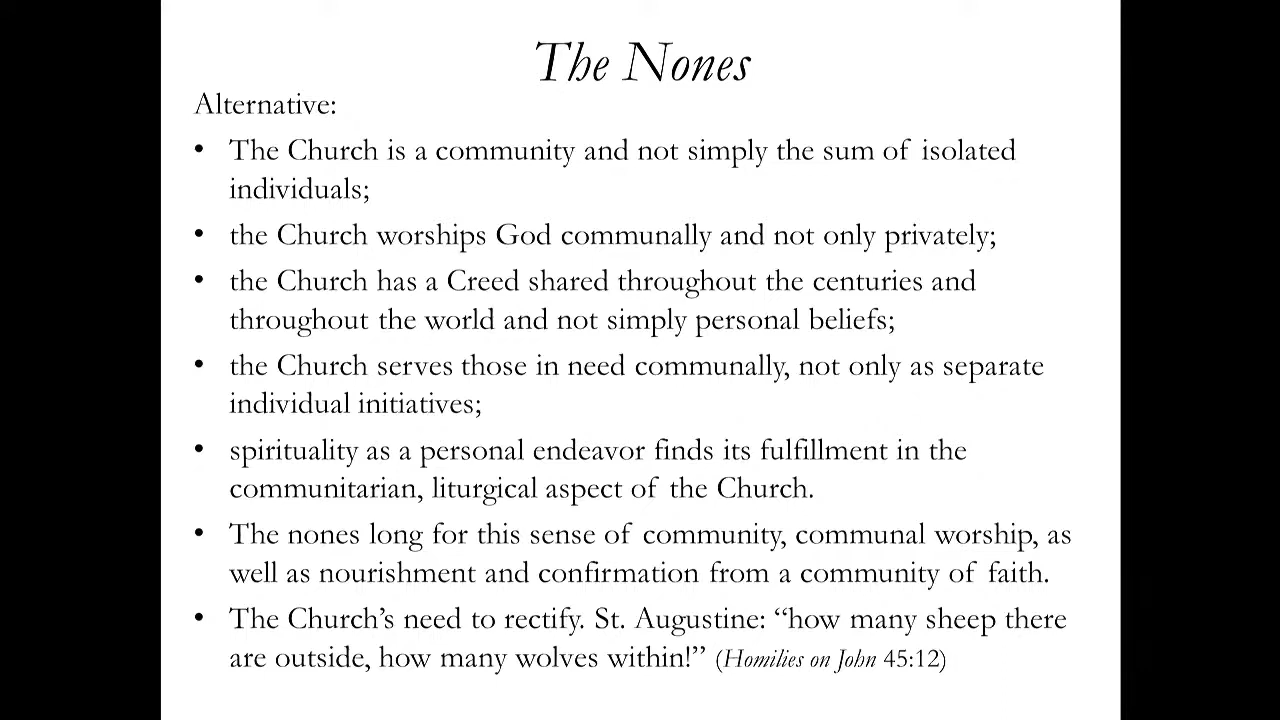 The Nones
Alternative:
• The Church is a community and not simply the sum of isolated
individuals;
• the Church worships God communally and not only privately;
• the Church has a Creed shared throughout the centuries and
throughout the world and not simply personal beliefs;
• the Church serves those in need communally, not only as separate
individual initiatives;
• spirituality as a personal endeavor finds its fulfillment in the
communitarian, liturgical aspect of the Church.
• The nones long for this sense of community, communal worship, as
well as nourishment and confirmation from a community of faith.
• The Church’s need to rectify. St. Augustine: “how many sheep there
are outside, how many wolves within!” (Homilies on John 45:12)